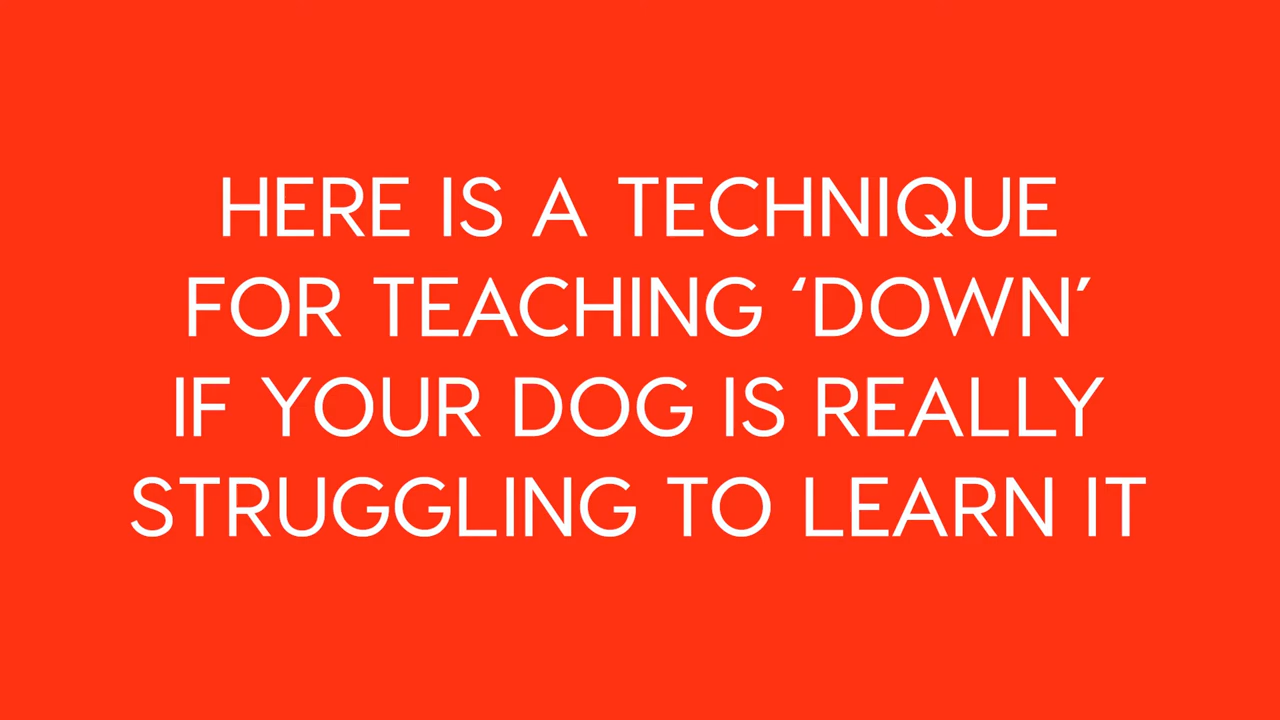 HERE IS A TECHNIQUE
FOR TEACHING ‘DOWN’
IF YOUR DOG IS REALLY
STRUGGLING TO LEARN IT